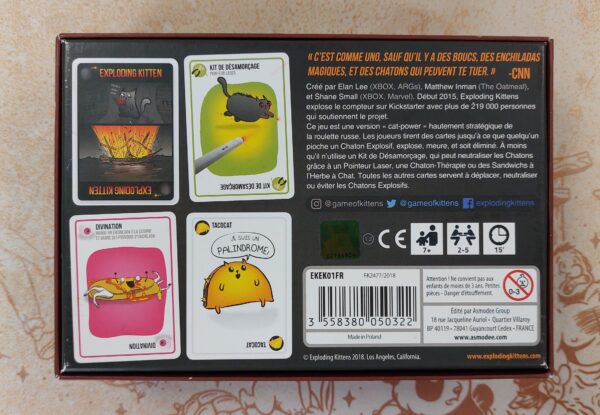 « C'EST COMME UNO, SAUF QU'IL Y A DES BOUCS, DES ENCHILADAS
MAGIQUES, ET DES CHATONS QUI PEUVENT TE TUER. »
-CNN
Créé par Elan Lee (XBOX, ARGs), Matthew Inman (The Oatmeal),
et Shane Small (XBOX, Marvel). Début 2015, Exploding Kittens
explose le compteur sur Kickstarter avec plus de 219 000 personnes
qui soutiennent le projet.
Ce jeu est une version « cat-power » hautement stratégique de
la roulette russe. Les joueurs tirent des cartes jusqu'à ce que quelqu'un
pioche un Chaton Explosif, explose, meure, et soit éliminé. À moins
qu'il n'utilise un Kit de Désamorçage, qui peut neutraliser les Chatons
grâce à un Pointeur Laser, une Chaton-Thérapie ou des Sandwichs à
l'Herbe à Chat. Toutes les autres cartes servent à déplacer, neutraliser
ou éviter les Chatons Explosifs.
@gameofkittens
@gameofkittens
explodingkittens
EXPLODING KITTEN
EXPLODING KITTEN
KIT DE DÉSAMORÇAGE
KIT DE DÉSAMORÇAGE
DIVINATION
DIVINATION
TACOCAT
JE SUIS UN
PALINDROME!
TACOCAT
12
CE
7+
2-5
15'
EKEK01FR
FK2477/2018
3 558380 050322
Made in Poland
Attention ! Ne convient pas aux
enfants de moins de 3 ans. Petites
pièces - Danger d'étouffement.
0-3
Édité par Asmodee Group
18 rue Jacqueline Auriol - Quartier Villaroy
BP 40119 - 78041 Guyancourt Cedex - FRANCE
www.asmodee.com
© Exploding Kittens 2018. Los Angeles, California.
www.explodingkittens.com